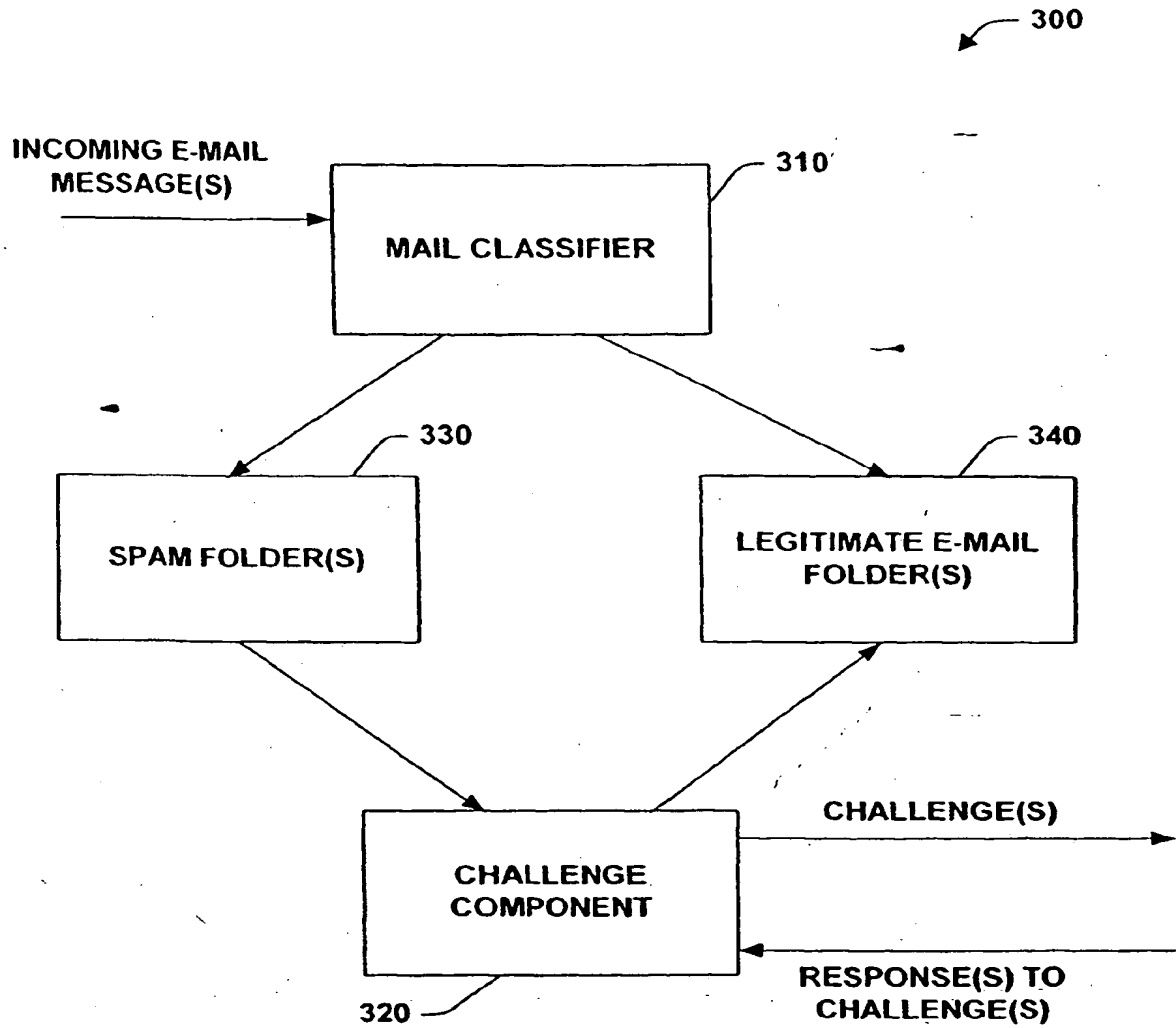 300
INCOMING E-MAIL
MESSAGE(S)
310
MAIL CLASSIFIER
330
340
SPAM FOLDER(S)
LEGITIMATE E-MAIL
FOLDER(S)
CHALLENGE(S)
CHALLENGE
COMPONENT
RESPONSE(S) TO
CHALLENGE(S)
320